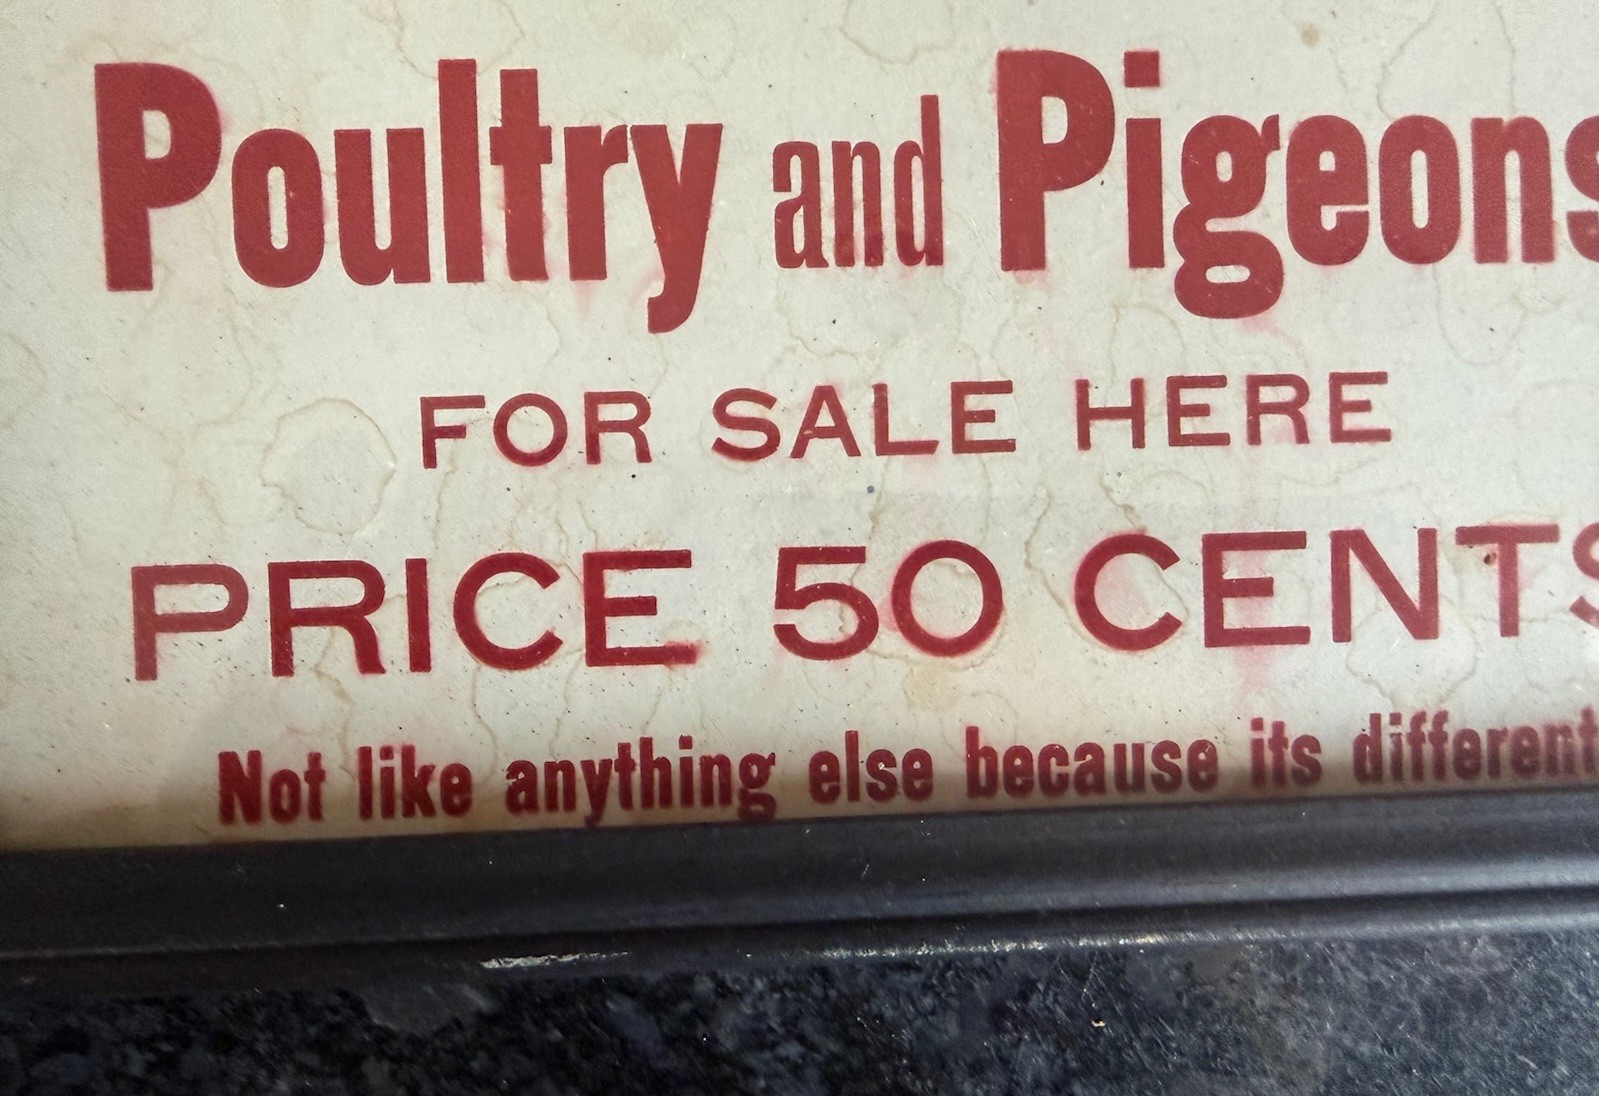 Poultry and Pigeons
FOR SALE HERE
PRICE 50 CENTS
Not like anything else because its different